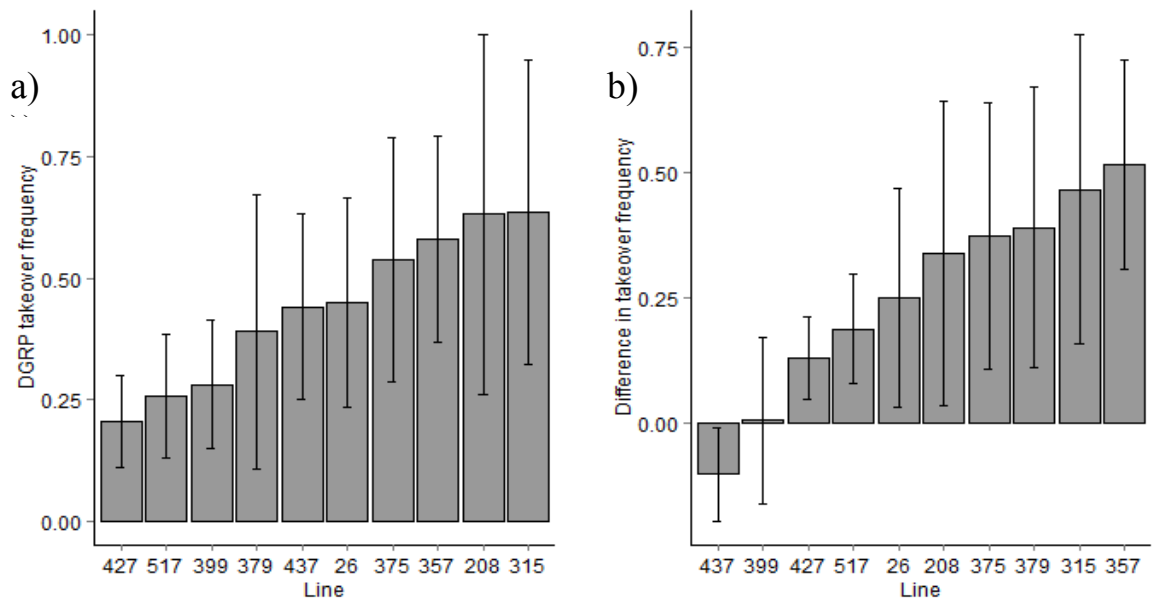 a)
DGRP takeover frequency
1.00
0.75
0.50
0.25
0.00
427 517 399 379 437 26 375 357 208 315
Line
b)
Difference in takeover frequency
0.75
0.50
0.25
0.00
437 399 427 517 26 208 375 379 315 357
Line